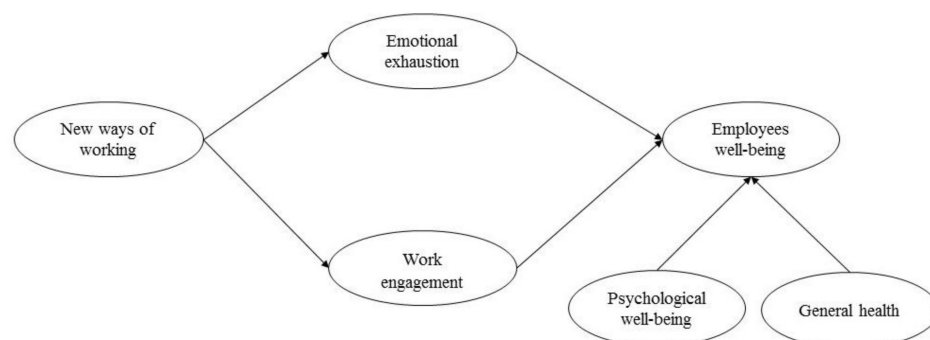 Emotional
exhaustion
New ways of
working
Employees
well-being
Work
engagement
Psychological
well-being
General health